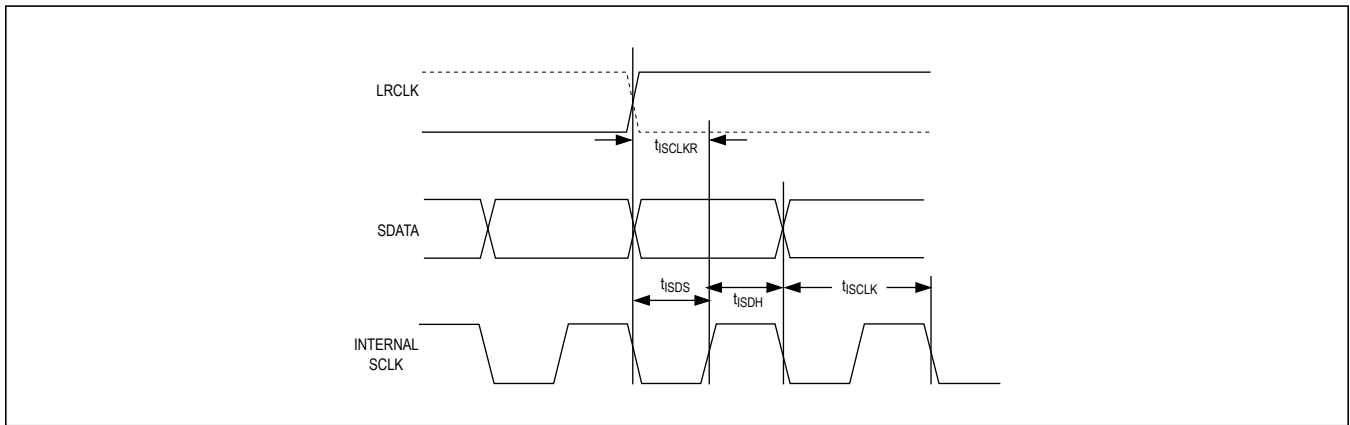 LRCLK
tISCLKR
SDATA
tISDS
tISDH
tISCLK
INTERNAL
SCLK